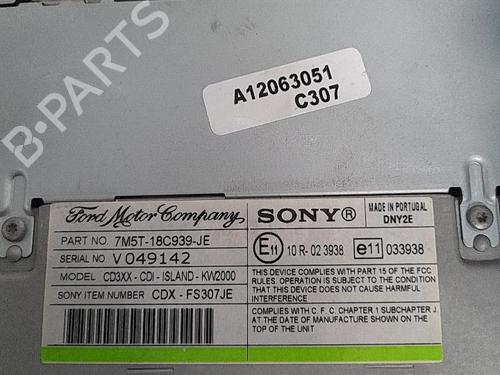 A12063051
C307
B-PARTS
Ford Motor Company
SONY®
MADE IN PORTUGAL
DNY2E
PART NO. 7M5T-18C939-JE
SERIAL NO V 049142
MODEL CD3XX - CDI - ISLAND - KW2000
SONY ITEM NUMBER CDX - FS307JE
E11 10 R- 02 3938
e11 033938
THIS DEVICE COMPLIES WITH PART 15 OF THE FCC
RULES. OPERATION IS SUBJECT TO THE CONDITION
THAT THIS DEVICE DOES NOT CAUSE HARMFUL
INTERFERENCE.
COMPLIES WITH C. F. C. CHAPTER 1 SUBCHAPTER J.
AT THE DATE OF MANUFACTURE SHOWN ON THE
TOP OF THE UNIT